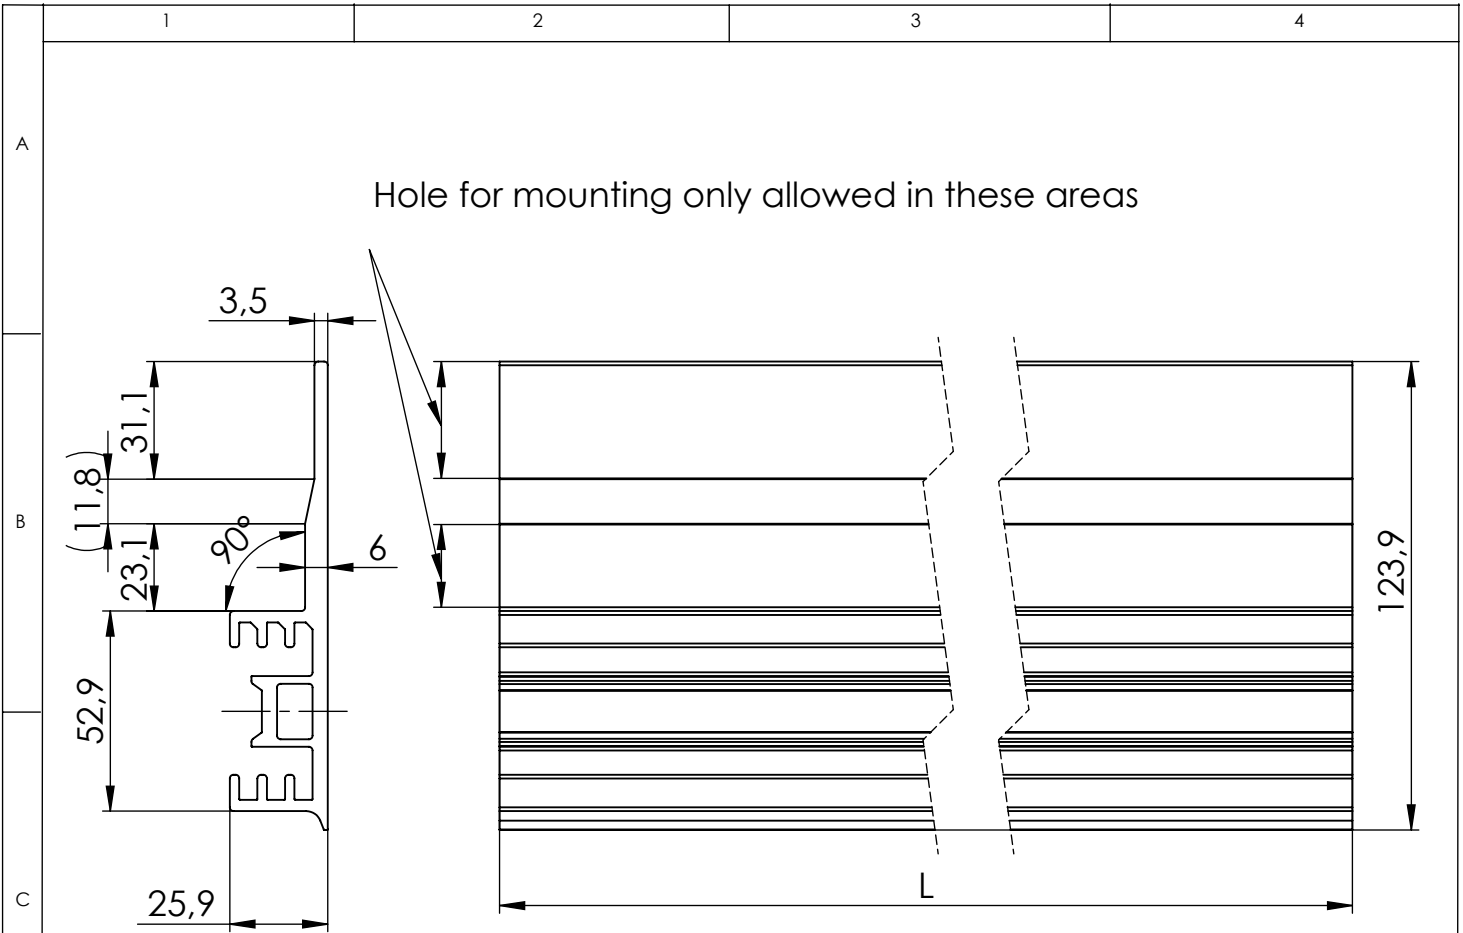 1
2
3
4
A
Hole for mounting only allowed in these areas
3,5
31,1
(11,8)
B
90°
6
23,1
123,9
52,9
C
L
25,9